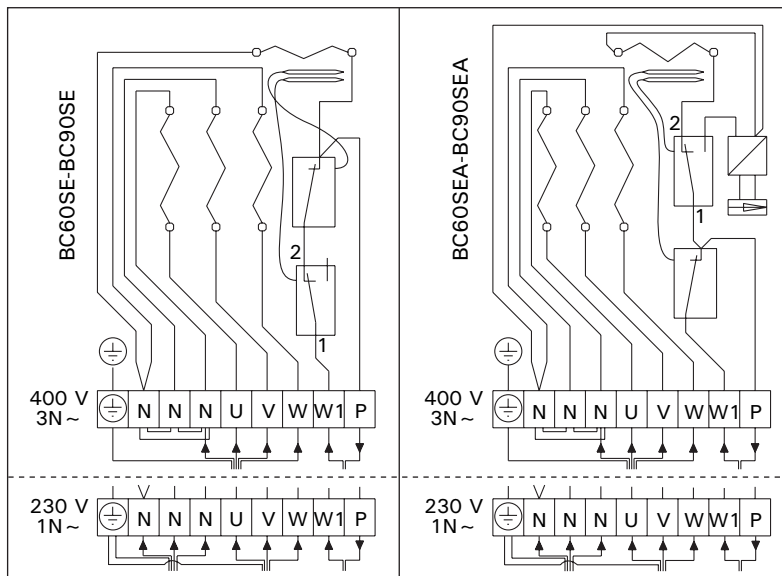 BC60SE-BC90SE
2
1
400 V
3N ~
N N N U V W W1 P
230 V
1N ~
N N N U V W W1 P
BC60SEA-BC90SEA
2
1
400 V
3N ~
N N N U V W W1 P
230 V
1N ~
N N N U V W W1 P